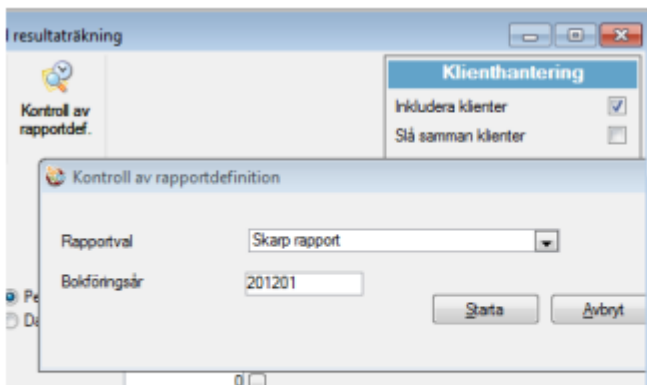 l resultaträkning
Klienthantering
Kontroll av
rapportdef.
Inkludera klienter
Slå samman klienter
Kontroll av rapportdefinition
Rapportval
Skarp rapport
Bokföringsår
201201
Pe
Da
Starta
Avbryt
0